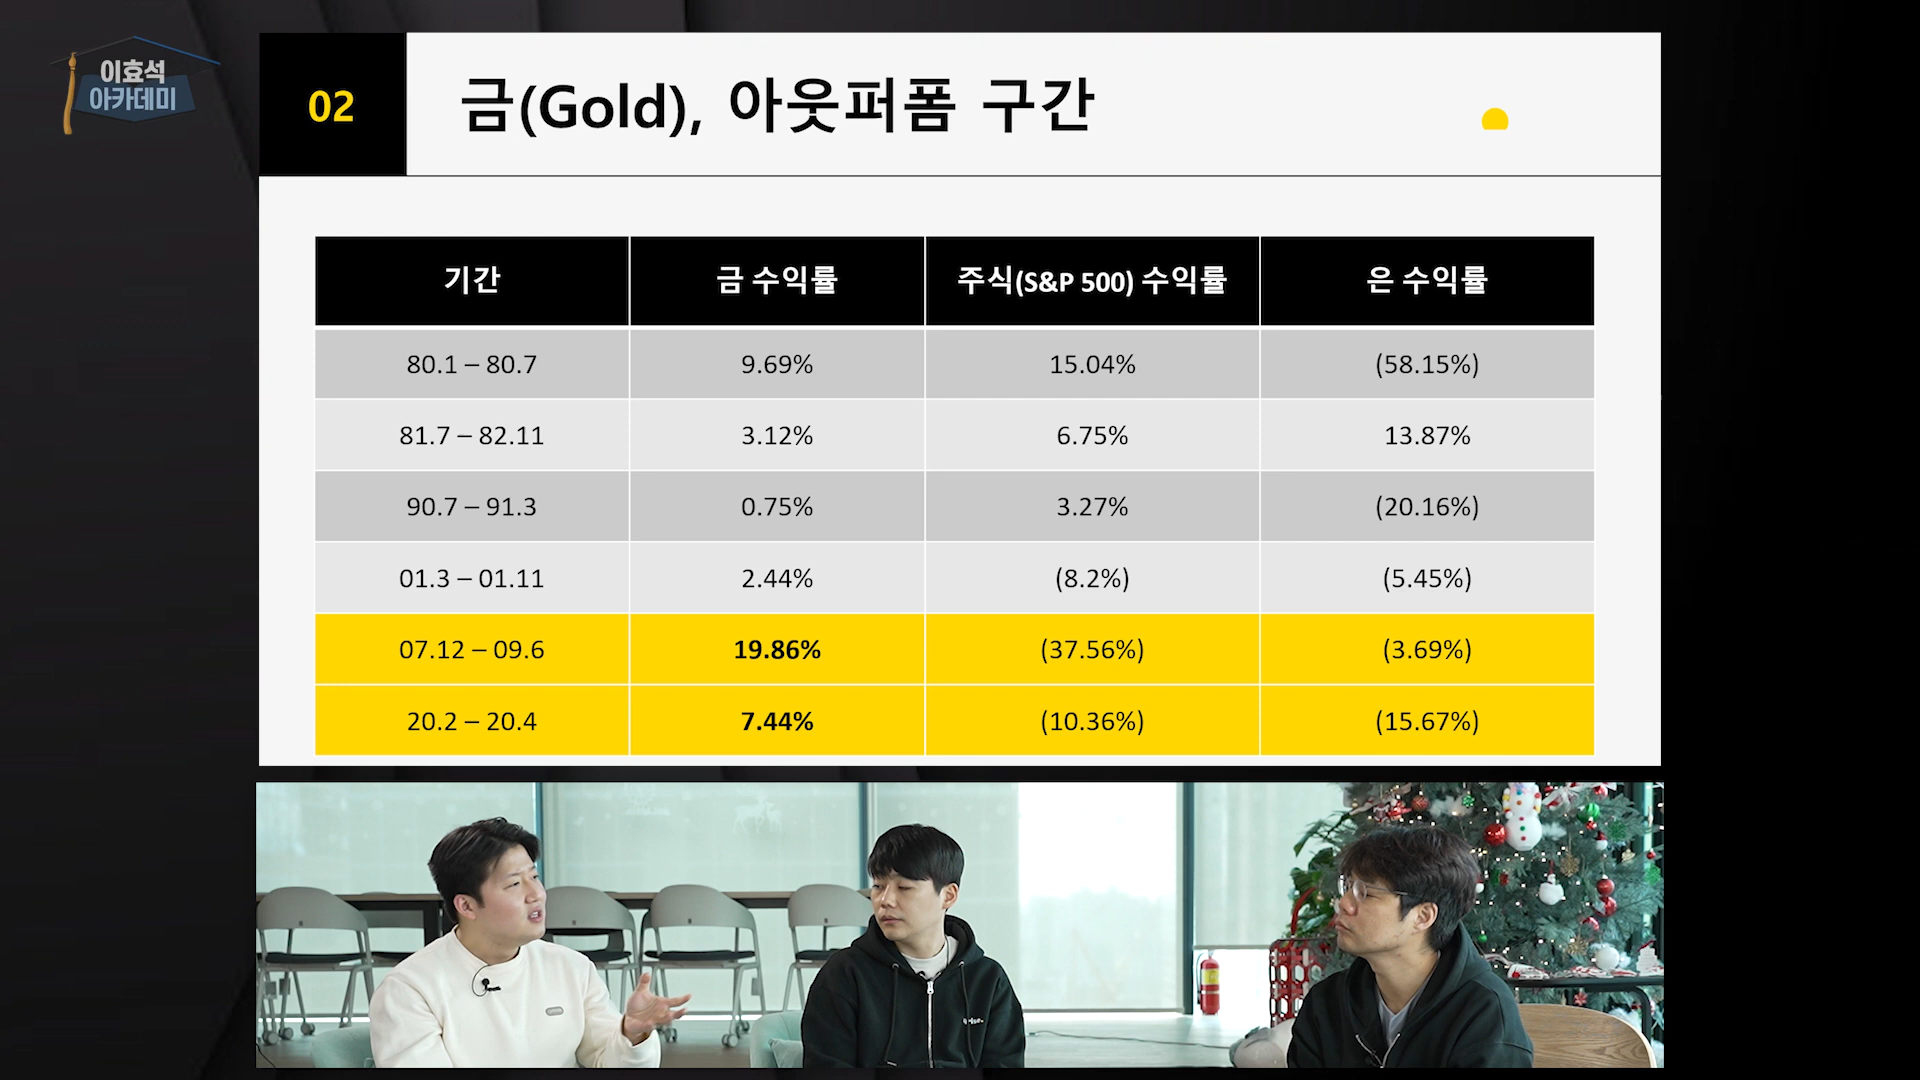 이효석
아카데미
02
금(Gold), 아웃퍼폼 구간
기간 금 수익률 주식(S&P 500) 수익률 은 수익률
80.1 – 80.7 9.69% 15.04% (58.15%)
81.7 – 82.11 3.12% 6.75% 13.87%
90.7 – 91.3 0.75% 3.27% (20.16%)
01.3 – 01.11 2.44% (8.2%) (5.45%)
07.12 – 09.6 19.86% (37.56%) (3.69%)
20.2 – 20.4 7.44% (10.36%) (15.67%)